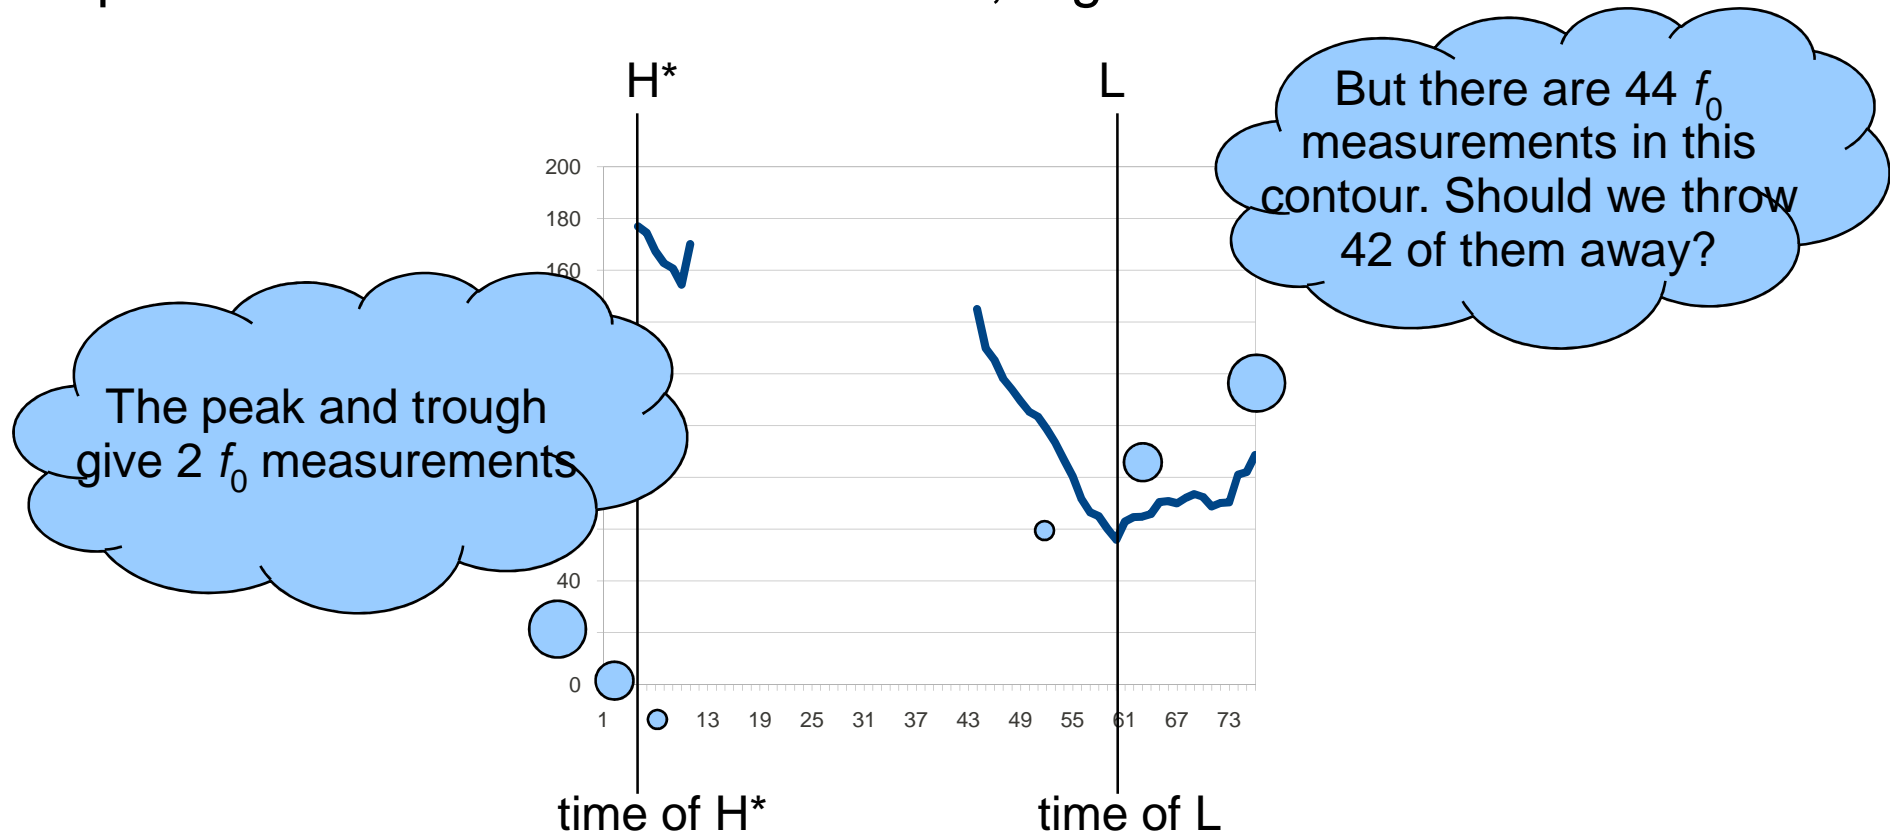 H*
L
But there are 44 f0
measurements in this
contour. Should we throw
42 of them away?
200
180
160
The peak and trough
give 2 f0 measurements
40
0
1
13
19
25
31
37
43
49
55
61
67
73
time of H*
time of L